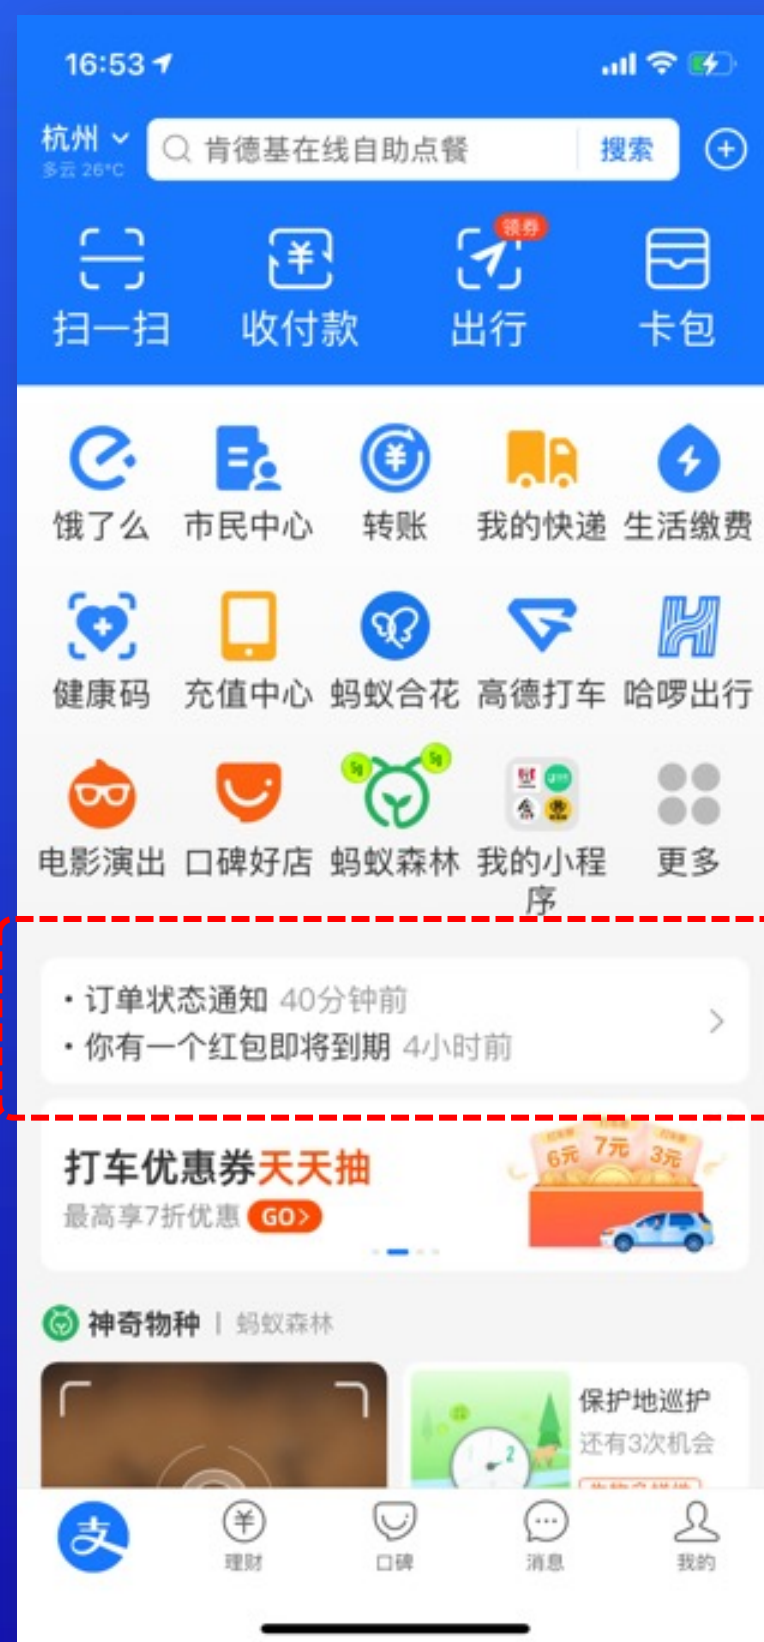 16:53
杭州
多云 26°C
肯德基在线自助点餐
搜索
领券
扫一扫 收付款 出行 卡包
饿了么 市民中心 转账 我的快递 生活缴费
健康码 充值中心 蚂蚁合花 高德打车 哈啰出行
5g 5g
电影演出 口碑好店 蚂蚁森林 我的小程序 更多
• 订单状态通知 40分钟前
• 你有一个红包即将到期 4小时前
打车优惠券天天抽
最高享7折优惠 GO>
6元 7元 3元
神奇物种 | 蚂蚁森林
保护地巡护
还有3次机会
2
支 理财 口碑 消息 我的